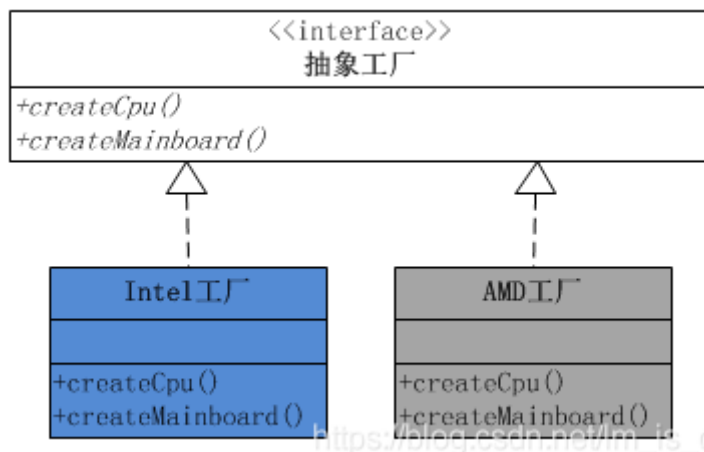 <<interface>>
抽象工厂
+createCpu()
+createMainboard()
Intel工厂
AMD工厂
+createCpu()
+createMainboard()
+createCpu()
+createMainboard()
https://blog.csdn.net/lm_is_